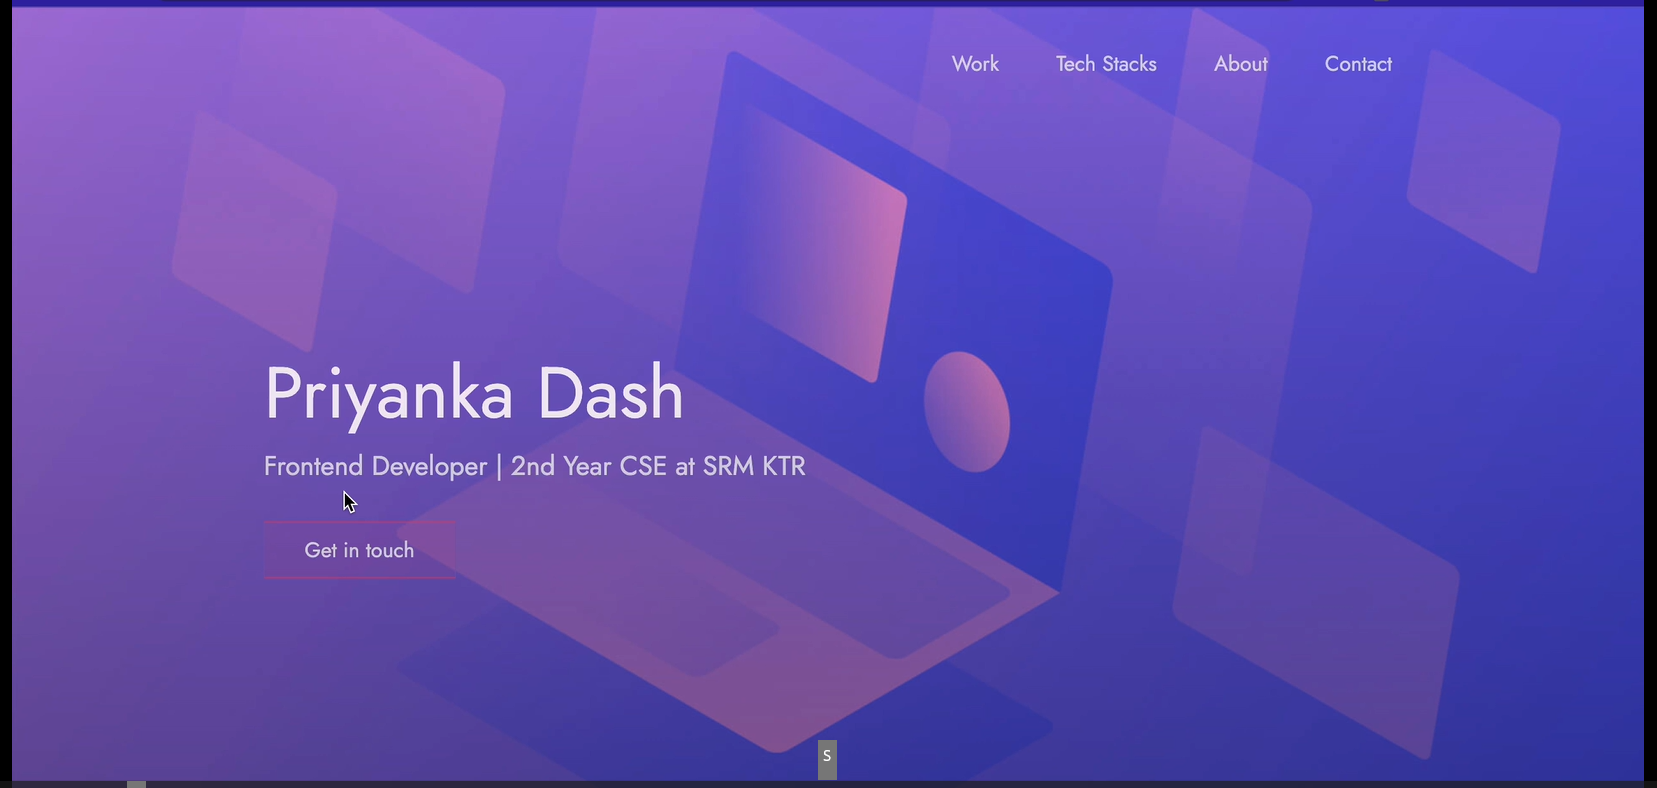 Work Tech Stacks About Contact
Priyanka Dash
Frontend Developer | 2nd Year CSE at SRM KTR
Get in touch
S